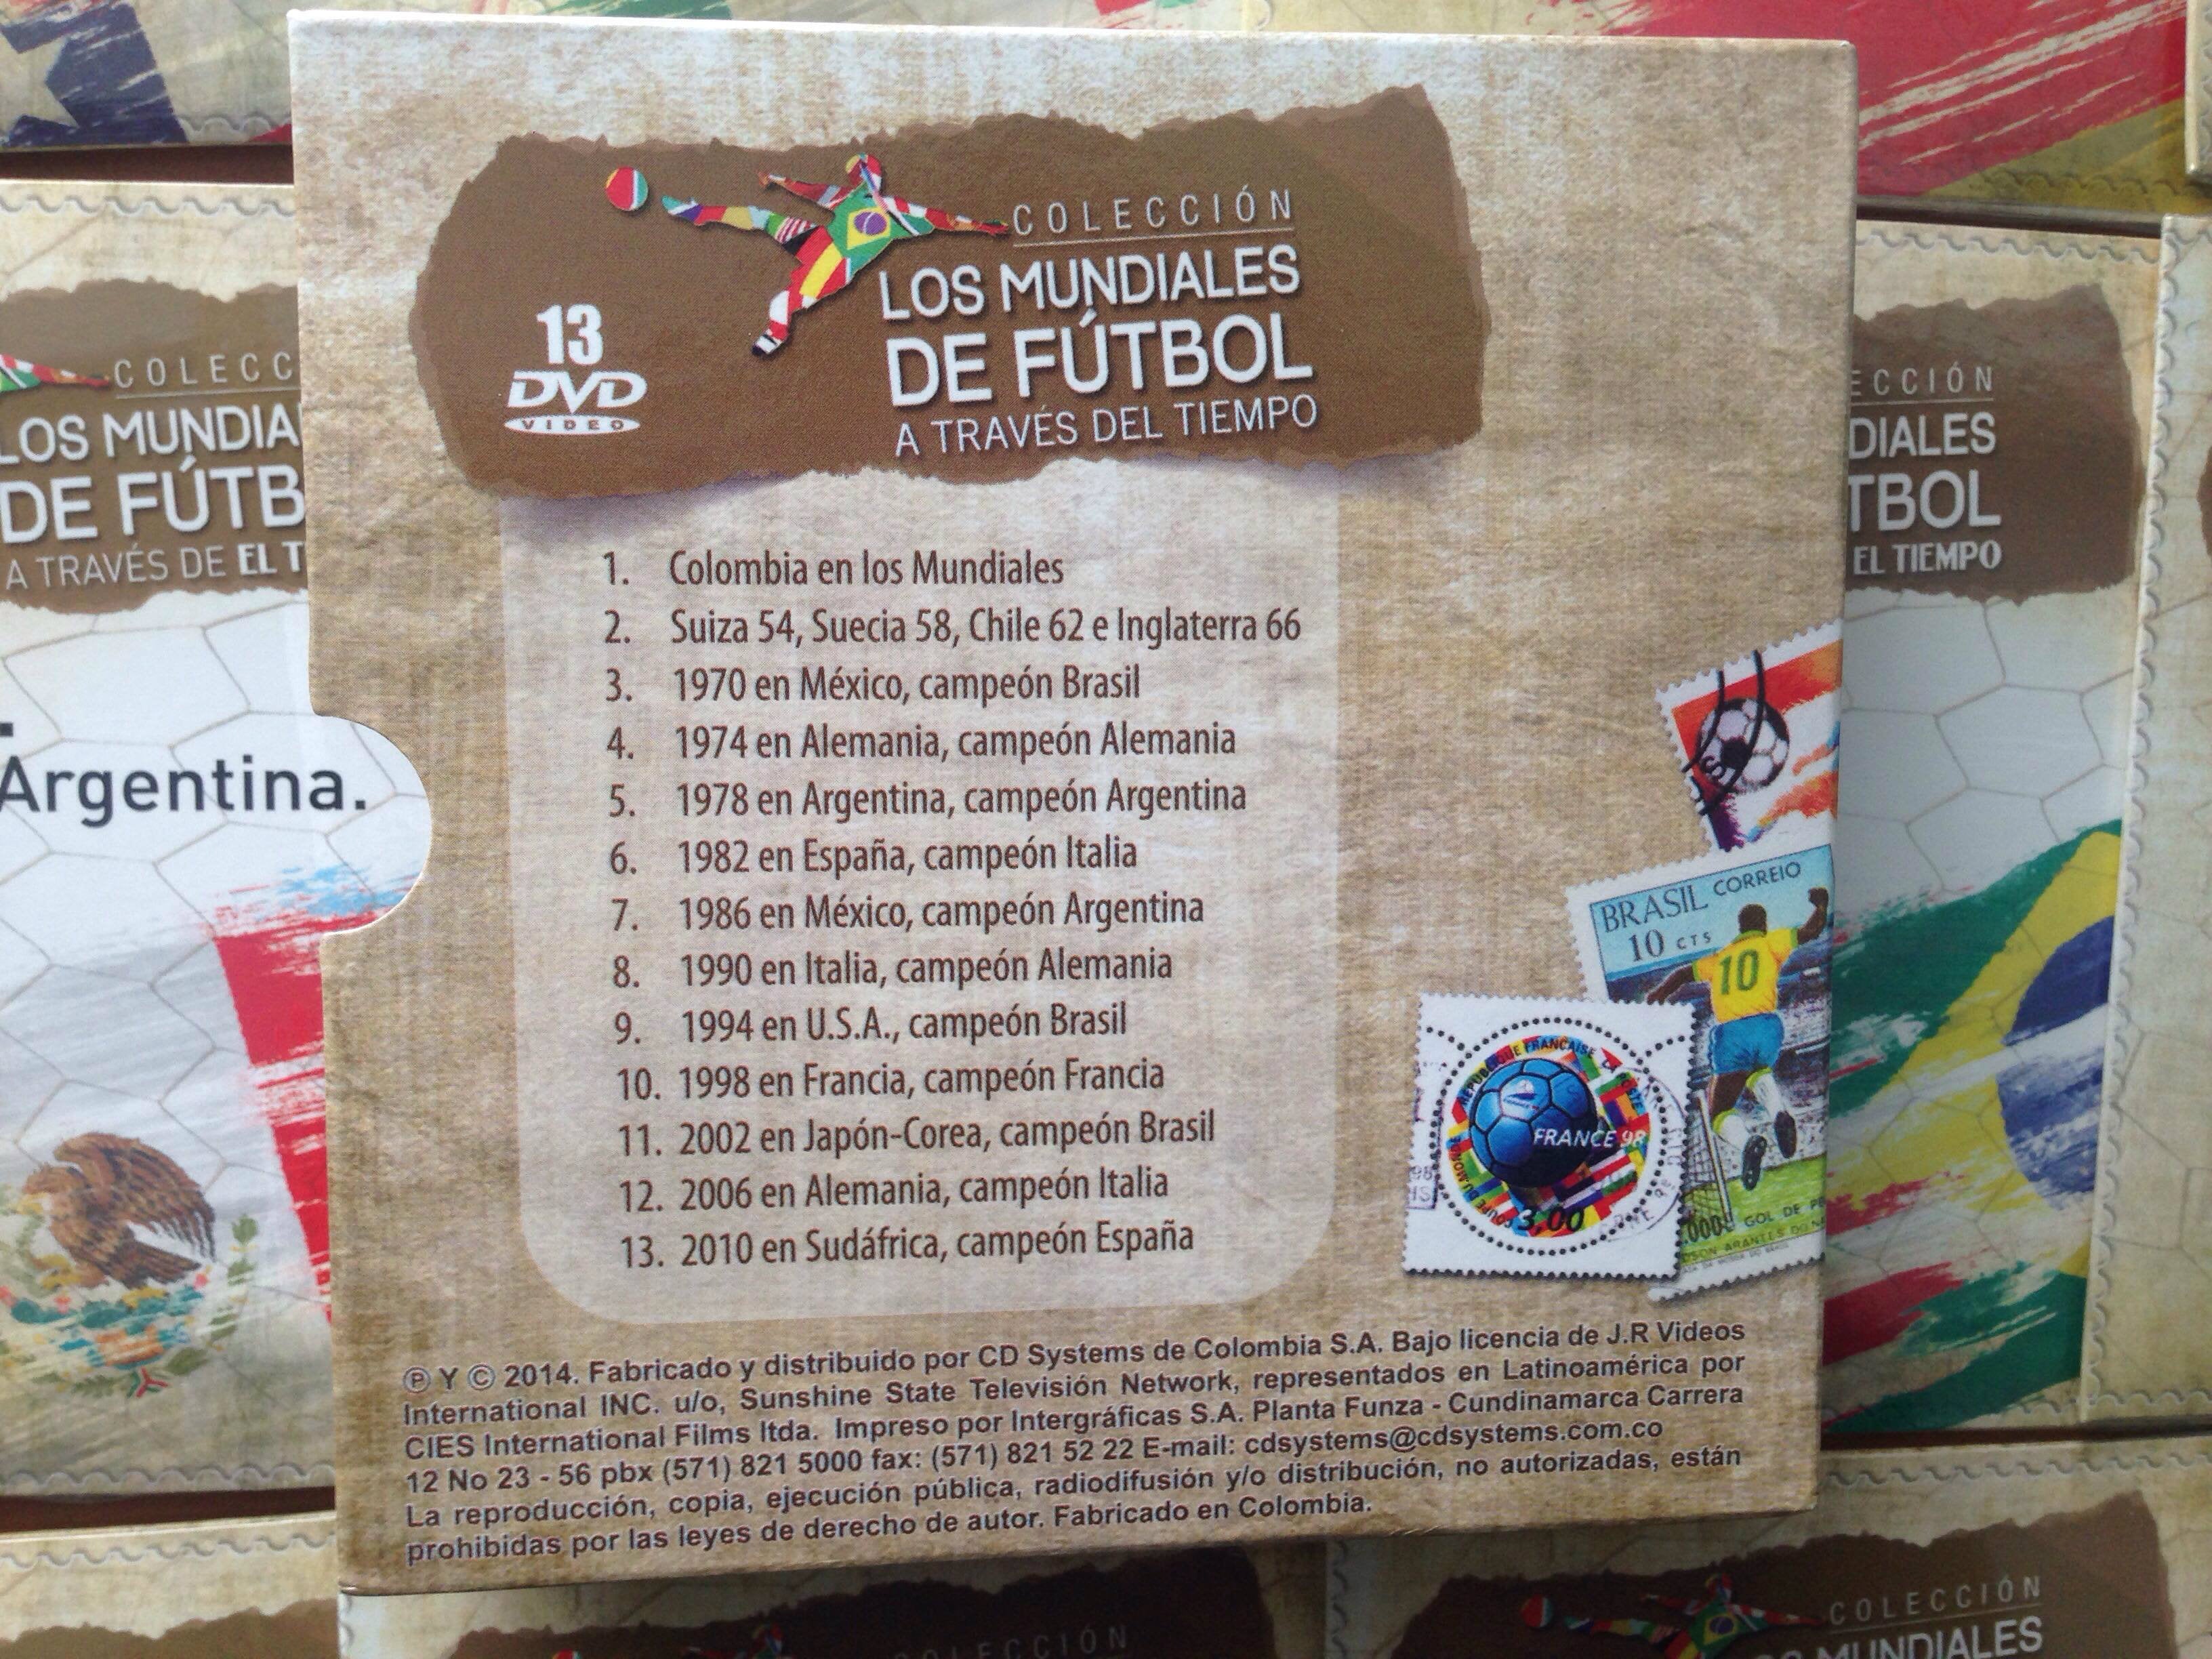 COLECCIÓN
LOS MUNDIALES
DE FÚTBOL
A TRAVÉS DEL TIEMPO
13
DVD
VIDEO
1. Colombia en los Mundiales
2. Suiza 54, Suecia 58, Chile 62 e Inglaterra 66
3. 1970 en México, campeón Brasil
4. 1974 en Alemania, campeón Alemania
5. 1978 en Argentina, campeón Argentina
6. 1982 en España, campeón Italia
7. 1986 en México, campeón Argentina
8. 1990 en Italia, campeón Alemania
9. 1994 en U.S.A., campeón Brasil
10. 1998 en Francia, campeón Francia
11. 2002 en Japón-Corea, campeón Brasil
12. 2006 en Alemania, campeón Italia
13. 2010 en Sudáfrica, campeón España
BRASIL CORREIO
10 CTS
10
REPUBLIQUE FRANCAISE
COUPE DU MONDE
FRANCE 98
3,00
GOL DE
ARANTES DO
℗ Y © 2014. Fabricado y distribuido por CD Systems de Colombia S.A. Bajo licencia de J.R Videos
International INC. u/o, Sunshine State Televisión Network, representados en Latinoamérica por
CIES International Films ltda. Impreso por Intergráficas S.A. Planta Funza - Cundinamarca Carrera
12 No 23 - 56 pbx (571) 821 5000 fax: (571) 821 52 22 E-mail: cdsystems@cdsystems.com.co
La reproducción, copia, ejecución pública, radiodifusión y/o distribución, no autorizadas, están
prohibidas por las leyes de derecho de autor. Fabricado en Colombia.
COLECC
LOS MUNDIA
DE FÚTB
A TRAVÉS DE EL T
Argentina.
ECCIÓN
DIALES
TBOL
EL TIEMPO
COLECCIÓN
COLECCIÓN
MUNDIALES